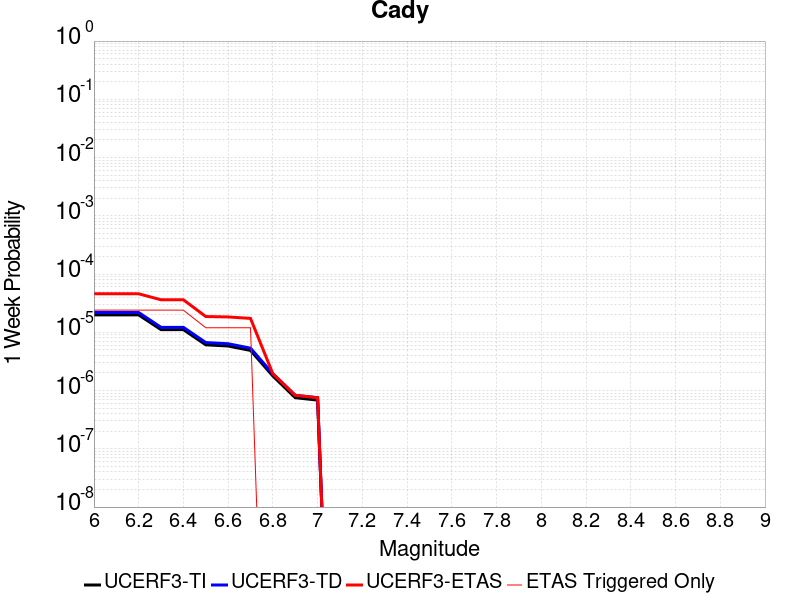 Cady
10^0
10^-1
10^-2
10^-3
10^-4
10^-5
10^-6
10^-7
10^-8
1 Week Probability
6 6.2 6.4 6.6 6.8 7 7.2 7.4 7.6 7.8 8 8.2 8.4 8.6 8.8 9
Magnitude
UCERF3-TI UCERF3-TD UCERF3-ETAS ETAS Triggered Only